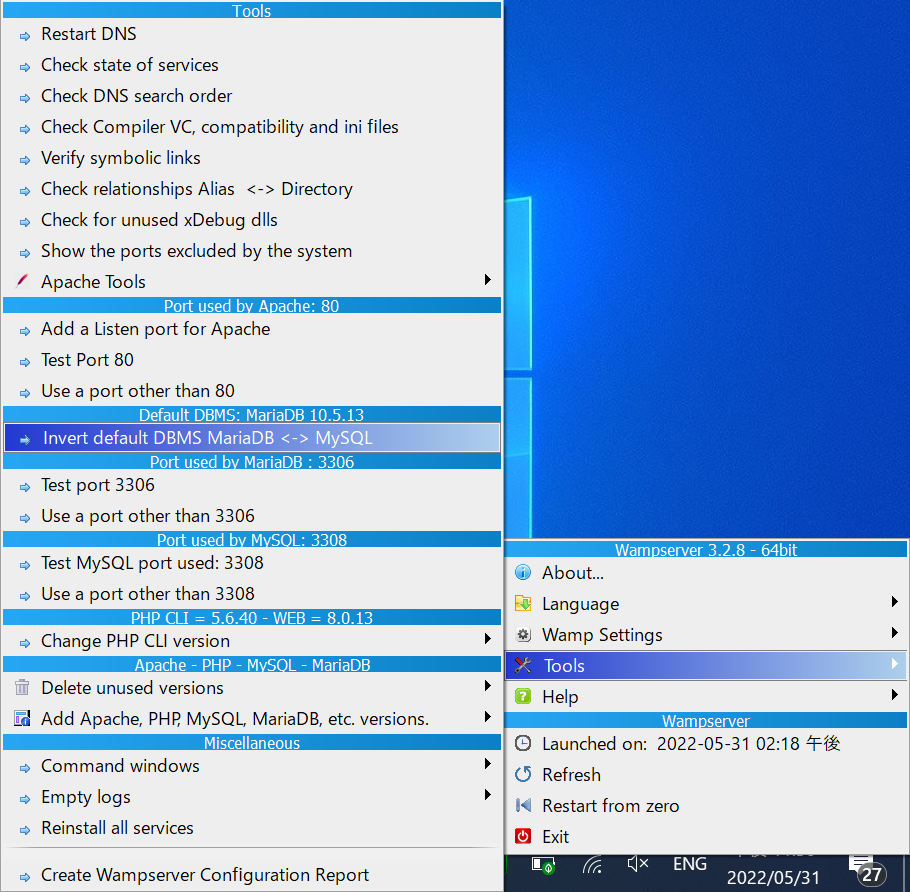 Tools
Restart DNS
Check state of services
Check DNS search order
Check Compiler VC, compatibility and ini files
Verify symbolic links
Check relationships Alias <-> Directory
Check for unused xDebug dlls
Show the ports excluded by the system
Apache Tools
Port used by Apache: 80
Add a Listen port for Apache
Test Port 80
Use a port other than 80
Default DBMS: MariaDB 10.5.13
Invert default DBMS MariaDB <-> MySQL
Port used by MariaDB : 3306
Test port 3306
Use a port other than 3306
Port used by MySQL: 3308
Test MySQL port used: 3308
Use a port other than 3308
PHP CLI = 5.6.40 - WEB = 8.0.13
Change PHP CLI version
Apache - PHP - MySQL - MariaDB
Delete unused versions
Add Apache, PHP, MySQL, MariaDB, etc. versions.
Miscellaneous
Command windows
Empty logs
Reinstall all services
Create Wampserver Configuration Report
Wampserver 3.2.8 - 64bit
About...
Language
Wamp Settings
Tools
Help
Wampserver
Launched on: 2022-05-31 02:18 午後
Refresh
Restart from zero
Exit
ENG
2022/05/31
27